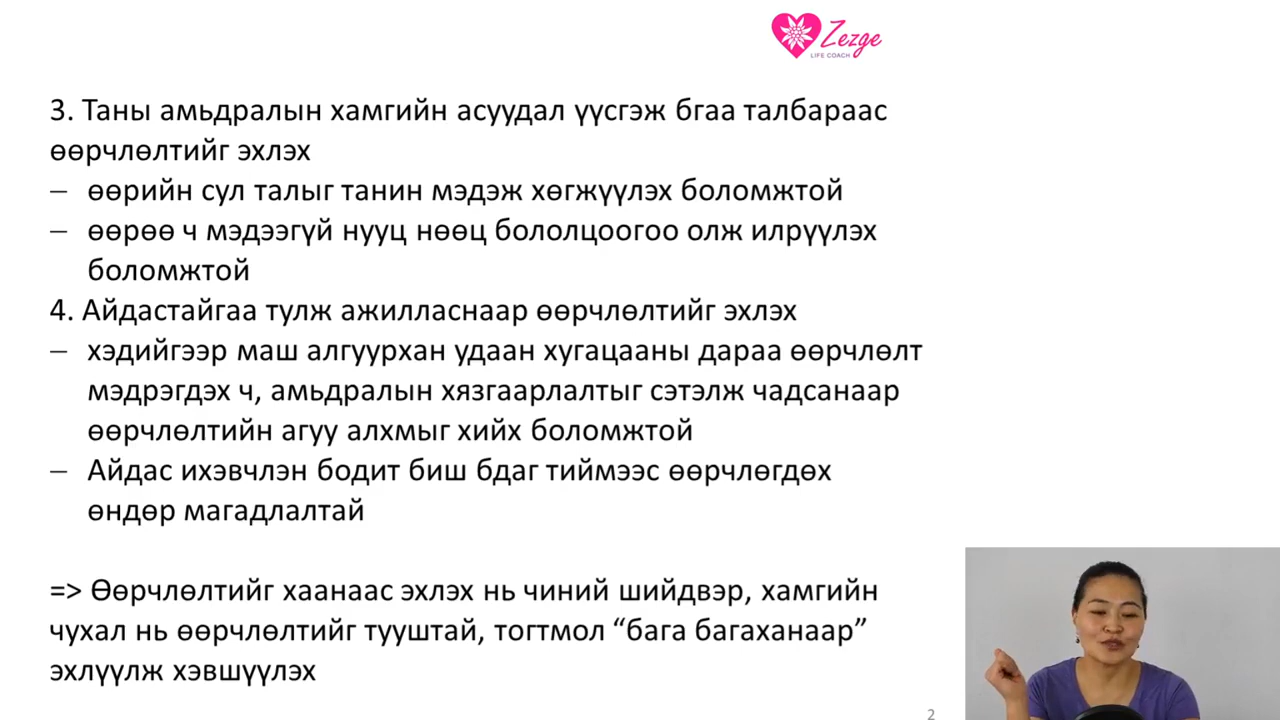 Zezge
LIFE COACH
3. Таны амьдралын хамгийн асуудал үүсгэж бгаа талбараас
өөрчлөлтийг эхлэх
– өөрийн сул талыг танин мэдэж хөгжүүлэх боломжтой
– өөрөө ч мэдээгүй нууц нөөц бололцоогоо олж илрүүлэх
боломжтой
4. Айдастайгаа тулж ажилласнаар өөрчлөлтийг эхлэх
– хэдийгээр маш алгуурхан удаан хугацааны дараа өөрчлөлт
мэдрэгдэх ч, амьдралын хязгаарлалтыг сэтэлж чадсанаар
өөрчлөлтийн агуу алхмыг хийх боломжтой
– Айдас ихэвчлэн бодит биш бдаг тиймээс өөрчлөгдөх
өндөр магадлалтай
=> Өөрчлөлтийг хаанаас эхлэх нь чиний шийдвэр, хамгийн
чухал нь өөрчлөлтийг тууштай, тогтмол “бага багаханаар”
эхлүүлж хэвшүүлэх
2